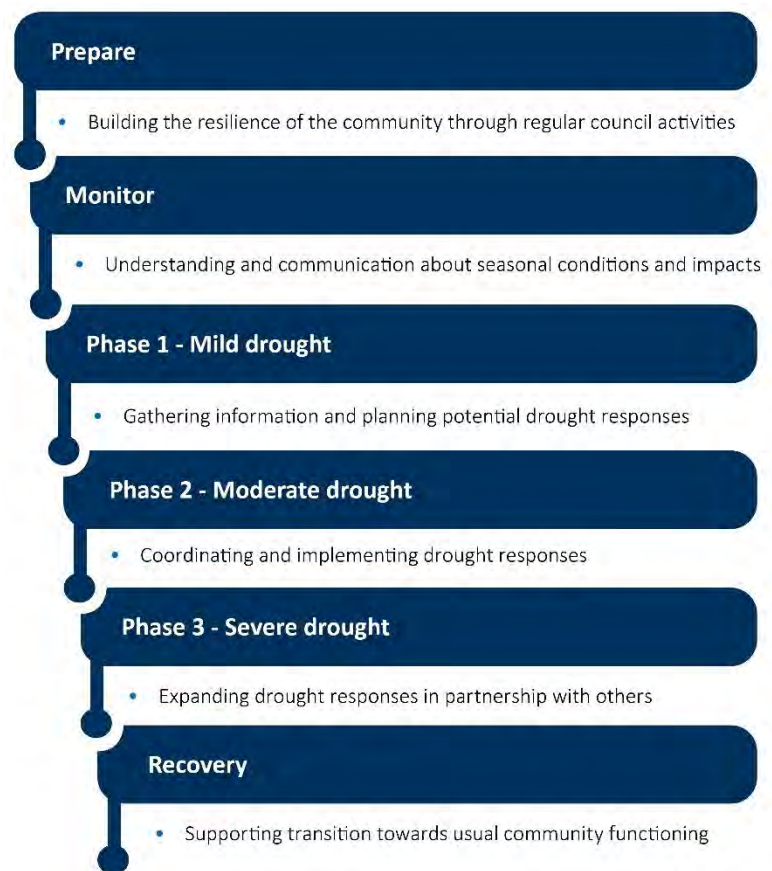 Prepare
• Building the resilience of the community through regular council activities
Monitor
• Understanding and communication about seasonal conditions and impacts
Phase 1 - Mild drought
• Gathering information and planning potential drought responses
Phase 2 - Moderate drought
• Coordinating and implementing drought responses
Phase 3 - Severe drought
• Expanding drought responses in partnership with others
Recovery
• Supporting transition towards usual community functioning